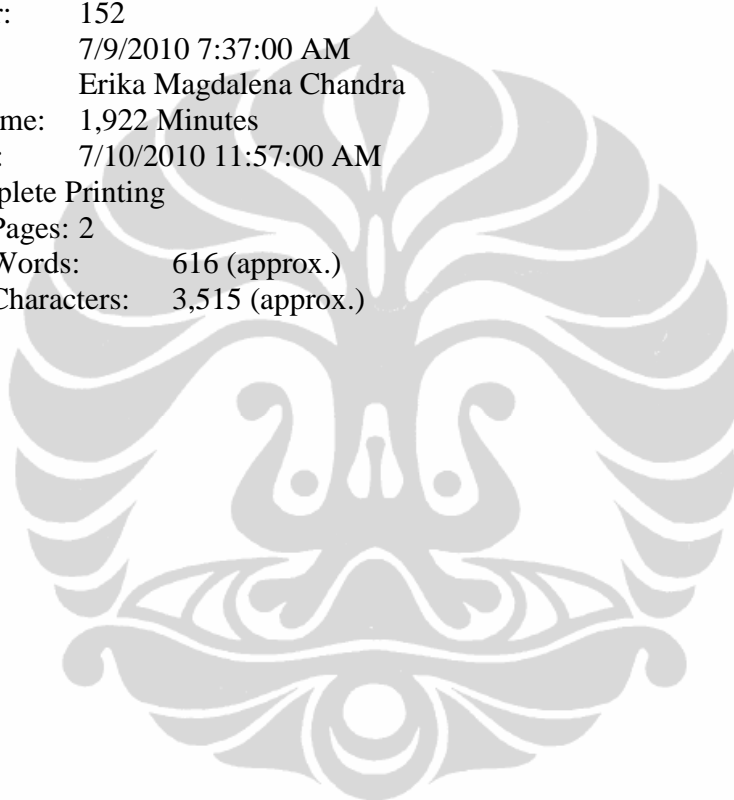 r: 152
7/9/2010 7:37:00 AM
Erika Magdalena Chandra
me: 1,922 Minutes
: 7/10/2010 11:57:00 AM
plete Printing
Pages: 2
Words: 616 (approx.)
Characters: 3,515 (approx.)